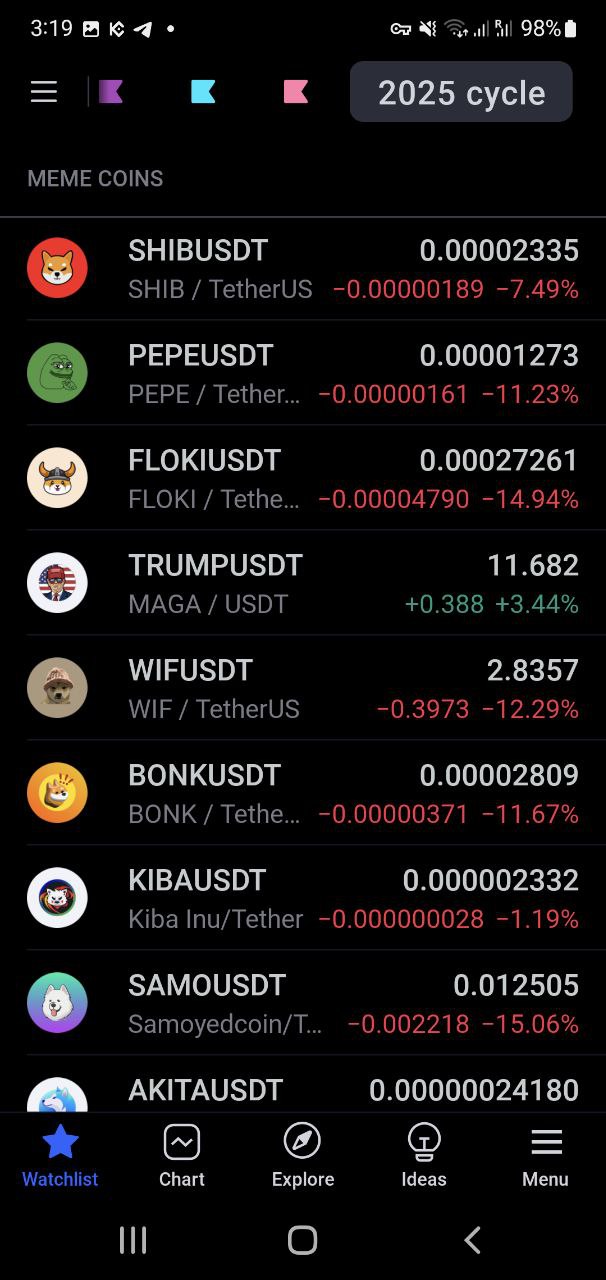 3:19 98%
2025 cycle
MEME COINS
SHIBUSDT 0.00002335
SHIB / TetherUS −0.00000189 −7.49%
PEPEUSDT 0.00001273
PEPE / Tether... −0.00000161 −11.23%
FLOKIUSDT 0.00027261
FLOKI / Tethe... −0.00004790 −14.94%
TRUMPUSDT 11.682
MAGA / USDT +0.388 +3.44%
WIFUSDT 2.8357
WIF / TetherUS −0.3973 −12.29%
BONKUSDT 0.00002809
BONK / Tethe... −0.00000371 −11.67%
KIBAUSDT 0.000002332
Kiba Inu/Tether −0.000000028 −1.19%
SAMOUSDT 0.012505
Samoyedcoin/T... −0.002218 −15.06%
AKITAUSDT 0.00000024180
Watchlist Chart Explore Ideas Menu